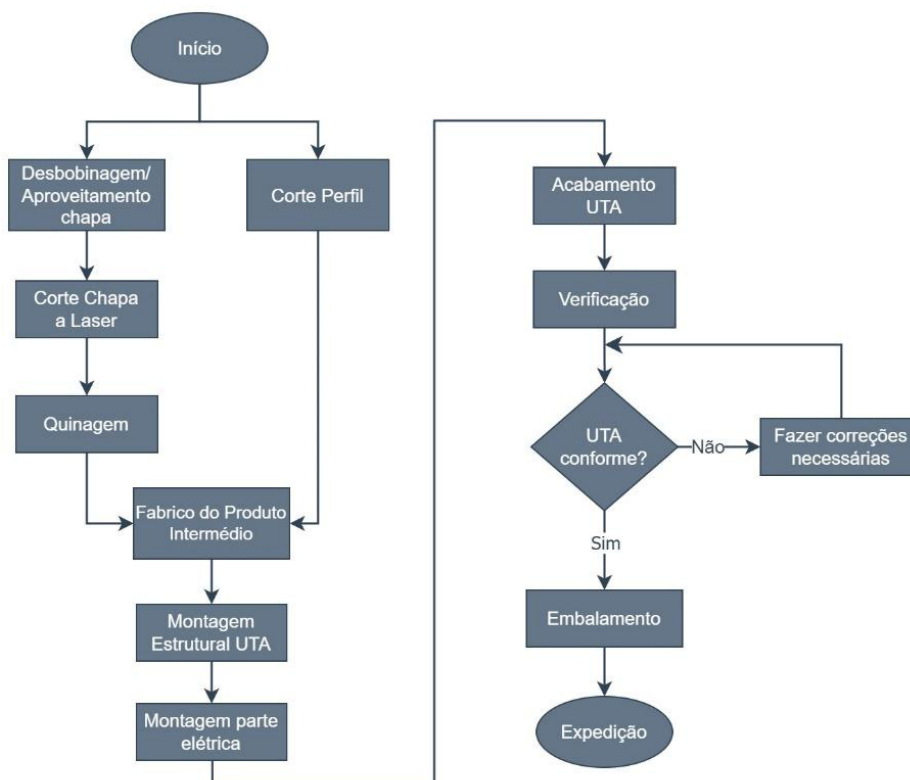 Início
Desbobinagem/
Aproveitamento
chapa
Corte Perfil
Corte Chapa
a Laser
Quinagem
Fabrico do Produto
Intermédio
Montagem
Estrutural UTA
Montagem parte
elétrica
Acabamento
UTA
Verificação
UTA
conforme?
Não
Fazer correções
necessárias
Sim
Embalamento
Expedição